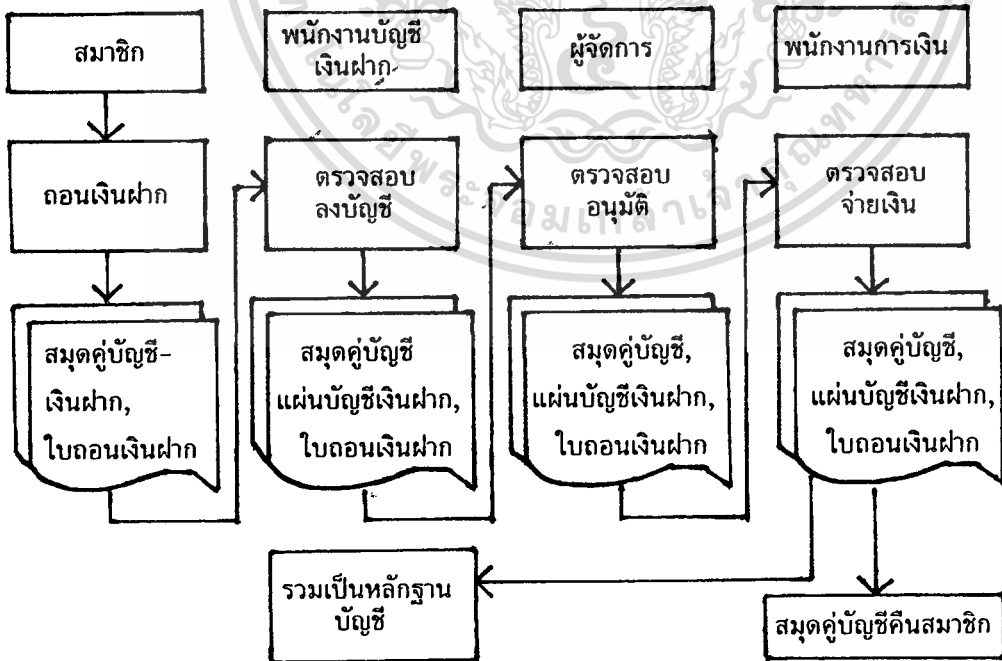 สมาชิก
พนักงานบัญชี
เงินฝาก
ผู้จัดการ
พนักงานการเงิน
ถอนเงินฝาก
ตรวจสอบ
ลงบัญชี
ตรวจสอบ
อนุมัติ
ตรวจสอบ
จ่ายเงิน
สมุดคู่บัญชี-
เงินฝาก,
ใบถอนเงินฝาก
สมุดคู่บัญชี
แผ่นบัญชีเงินฝาก,
ใบถอนเงินฝาก
สมุดคู่บัญชี,
แผ่นบัญชีเงินฝาก,
ใบถอนเงินฝาก
สมุดคู่บัญชี,
แผ่นบัญชีเงินฝาก,
ใบถอนเงินฝาก
รวมเป็นหลักฐาน
บัญชี
สมุดคู่บัญชีคืนสมาชิก